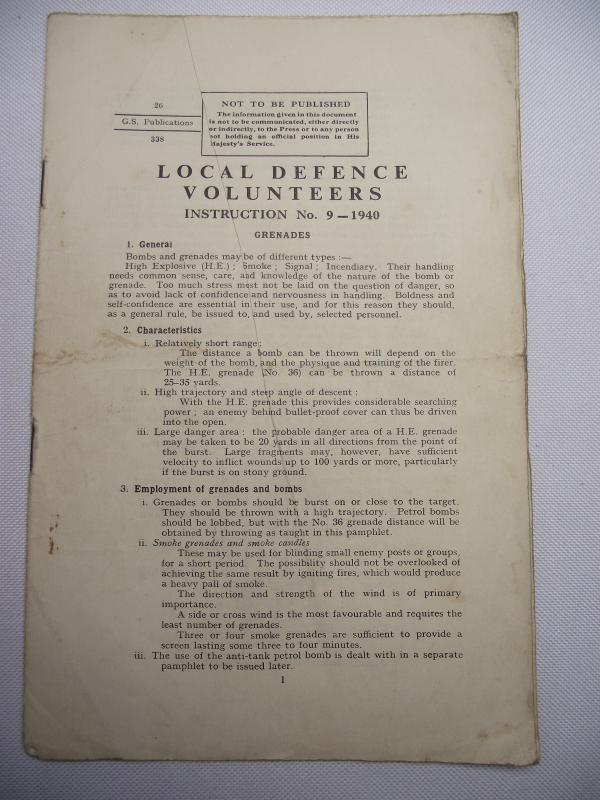 26
G.S. Publications
338
NOT TO BE PUBLISHED
The information given in this document
is not to be communicated, either directly
or indirectly, to the Press or to any person
not holding an official position in His
Majesty's Service.
LOCAL DEFENCE
VOLUNTEERS
INSTRUCTION No. 9—1940
GRENADES
1. General
Bombs and grenades may be of different types :—
High Explosive (H.E.) ; Smoke ; Signal ; Incendiary. Their handling
needs common sense, care, and knowledge of the nature of the bomb or
grenade. Too much stress must not be laid on the question of danger, so
as to avoid lack of confidence and nervousness in handling. Boldness and
self-confidence are essential in their use, and for this reason they should,
as a general rule, be issued to, and used by, selected personnel.
2. Characteristics
i. Relatively short range :
The distance a bomb can be thrown will depend on the
weight of the bomb, and the physique and training of the firer.
The H.E. grenade (No. 36) can be thrown a distance of
25–35 yards.
ii. High trajectory and steep angle of descent :
With the H.E. grenade this provides considerable searching
power ; an enemy behind bullet-proof cover can thus be driven
into the open.
iii. Large danger area : the probable danger area of a H.E. grenade
may be taken to be 20 yards in all directions from the point of
the burst. Large fragments may, however, have sufficient
velocity to inflict wounds up to 100 yards or more, particularly
if the burst is on stony ground.
3. Employment of grenades and bombs
i. Grenades or bombs should be burst on or close to the target.
They should be thrown with a high trajectory. Petrol bombs
should be lobbed, but with the No. 36 grenade distance will be
obtained by throwing as taught in this pamphlet.
ii. Smoke grenades and smoke candles
These may be used for blinding small enemy posts or groups,
for a short period. The possibility should not be overlooked of
achieving the same result by igniting fires, which would produce
a heavy pall of smoke.
The direction and strength of the wind is of primary
importance.
A side or cross wind is the most favourable and requires the
least number of grenades.
Three or four smoke grenades are sufficient to provide a
screen lasting some three to four minutes.
iii. The use of the anti-tank petrol bomb is dealt with in a separate
pamphlet to be issued later.
1